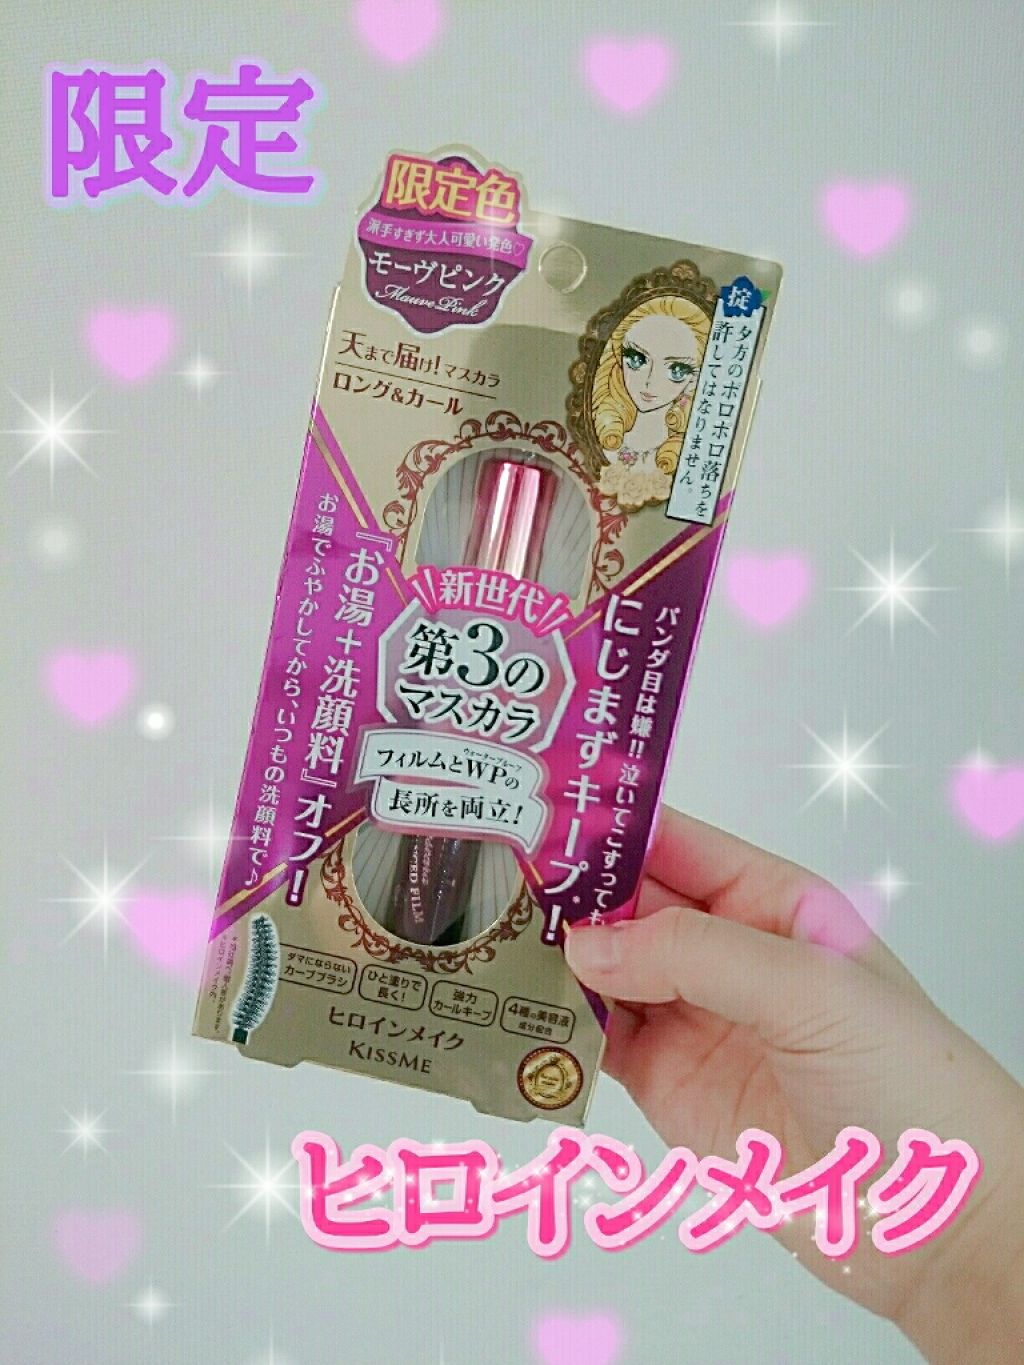 限定
限定色
派手すぎず大人可愛い発色♡
モーヴピンク
Mauve Pink
天まで届け!マスカラ
ロング&カール
掟
夕方のポロポロ落ちを
許してはなりません。
『お湯+洗顔料』オフ!
お湯でふやかしてから、いつもの洗顔料で♪
新世代
第3の
マスカラ
ウォータープルーフ
フィルムとWPの
長所を両立!
パンダ目は嫌!!泣いてこすっても
にじまずキープ!
FILM
ダマにならない
カーブブラシ
ひと塗りで
長く!
強力
カールキープ
4種の美容液
成分配合
ヒロインメイク
KISSME
ヒロインメイク